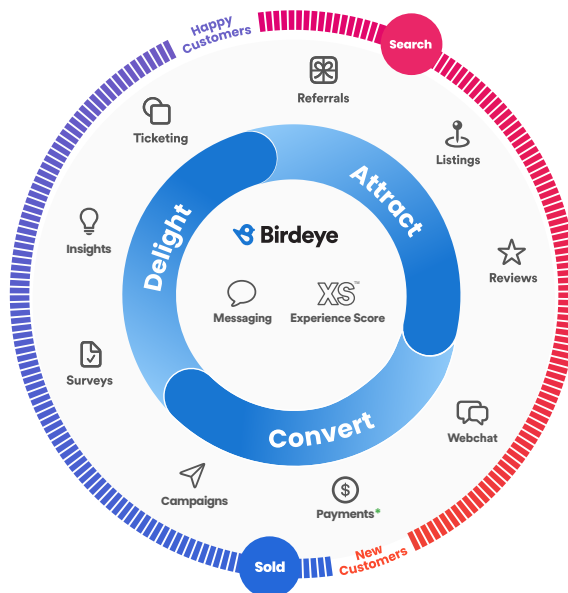 Happy
Customers
Search
Referrals
Ticketing
Listings
Attract
Delight
Birdeye
Insights
Reviews
XS™
Messaging
Experience Score
Surveys
Convert
Webchat
Campaigns
Payments*
New
Customers
Sold